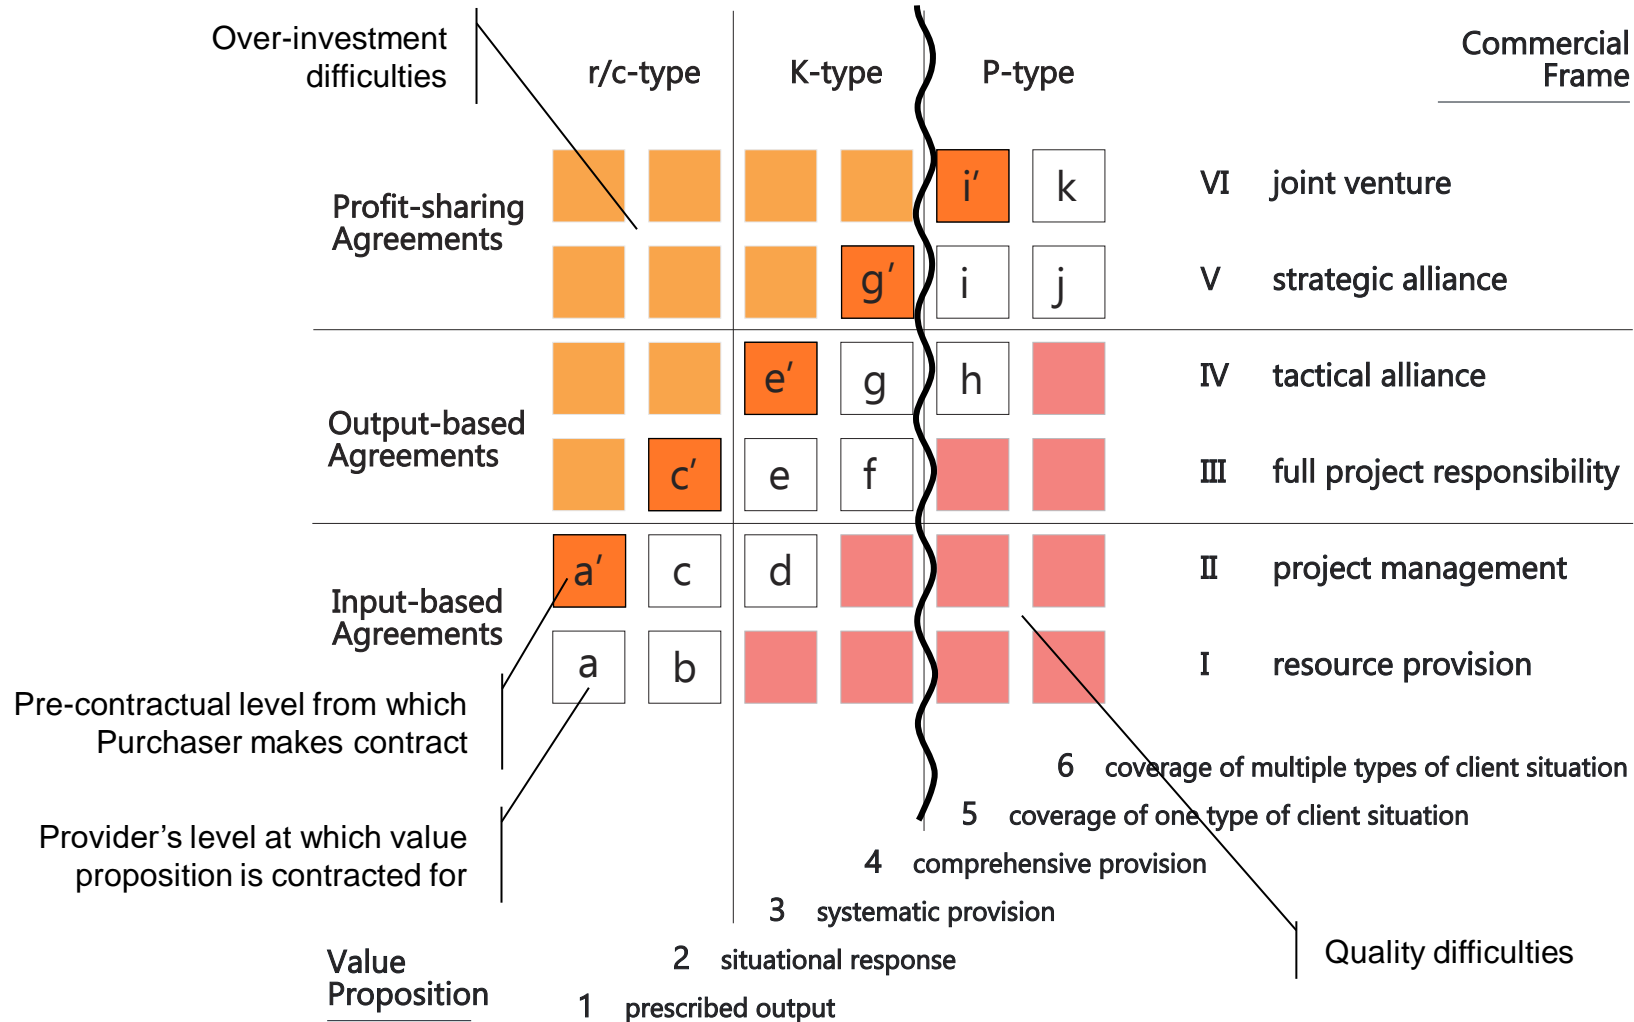 Over-investment
difficulties
r/c-type
K-type
P-type
Commercial
Frame
Profit-sharing
Agreements
i′
k
VI joint venture
g′
i
j
V strategic alliance
Output-based
Agreements
e′
g
h
IV tactical alliance
c′
e
f
III full project responsibility
Input-based
Agreements
a′
c
d
II project management
a
b
I resource provision
Pre-contractual level from which
Purchaser makes contract
Provider’s level at which value
proposition is contracted for
6 coverage of multiple types of client situation
5 coverage of one type of client situation
4 comprehensive provision
3 systematic provision
2 situational response
1 prescribed output
Value
Proposition
Quality difficulties